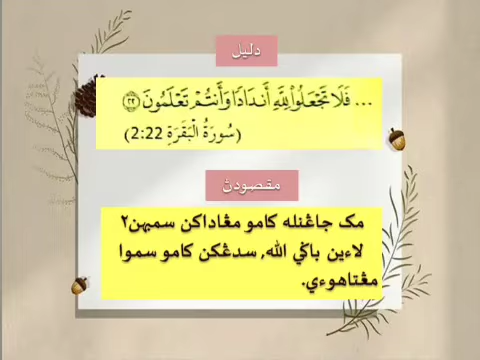 دليل
... فَلَا تَجْعَلُوا۟ لِلَّهِ أَندَادًا وَأَنتُمْ تَعْلَمُونَ ﴿٢٢﴾
(سُورَةُ الْبَقَرَةِ 2:22)
مقصودڽ
مک جاڠنله کامو مڠاداکن سمبهن٢
لاءين باݢي الله, سدڠکن کامو سموا
مڠتاهوءي.